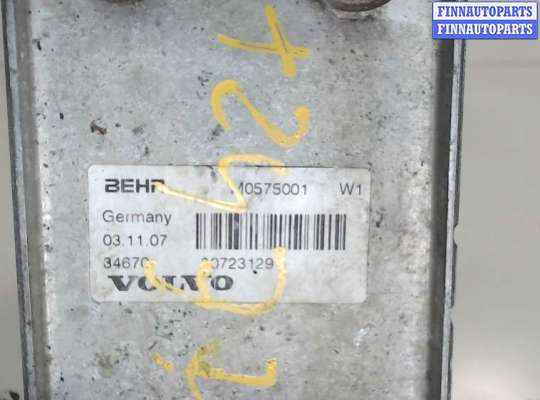 FINNAUTOPARTS
FINNAUTOPARTS
BEHR M0575001 W1
Germany
03.11.07
34670 30723129
VOLVO